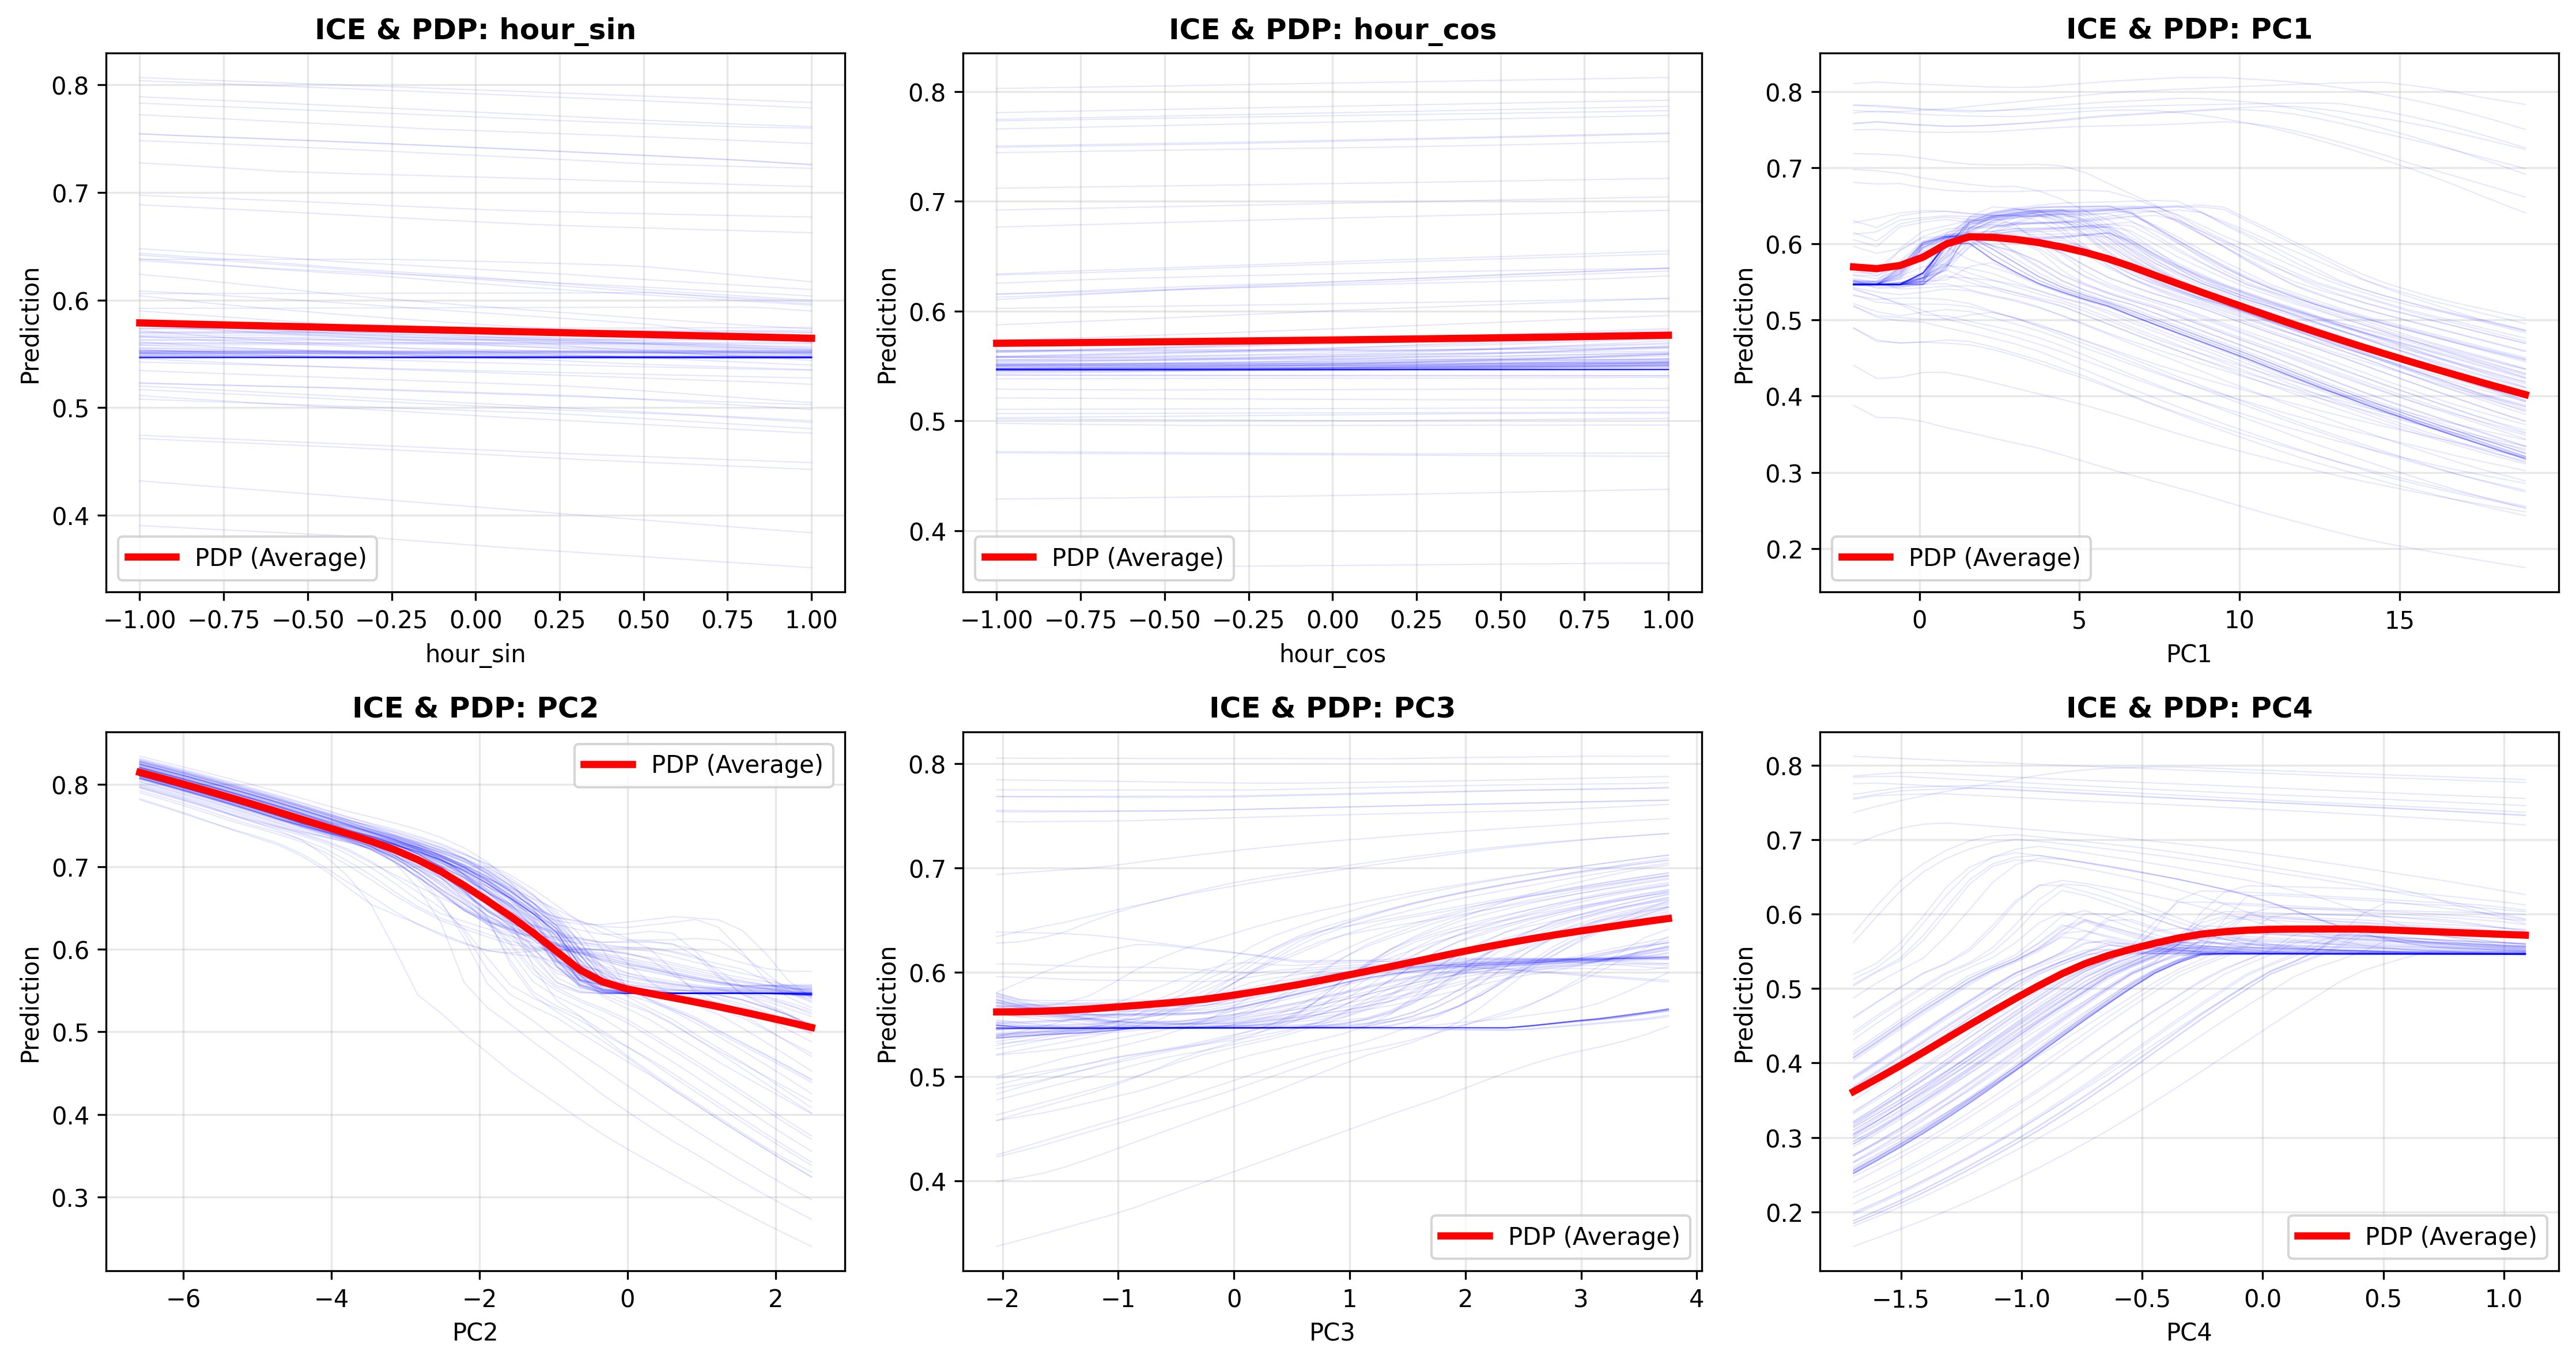 ICE & PDP: hour_sin
Prediction
0.8
0.7
0.6
0.5
0.4
PDP (Average)
−1.00 −0.75 −0.50 −0.25 0.00 0.25 0.50 0.75 1.00
hour_sin
ICE & PDP: hour_cos
Prediction
0.8
0.7
0.6
0.5
0.4
PDP (Average)
−1.00 −0.75 −0.50 −0.25 0.00 0.25 0.50 0.75 1.00
hour_cos
ICE & PDP: PC1
Prediction
0.8
0.7
0.6
0.5
0.4
0.3
0.2
PDP (Average)
0 5 10 15
PC1
ICE & PDP: PC2
Prediction
0.8
0.7
0.6
0.5
0.4
0.3
PDP (Average)
−6 −4 −2 0 2
PC2
ICE & PDP: PC3
Prediction
0.8
0.7
0.6
0.5
0.4
PDP (Average)
−2 −1 0 1 2 3 4
PC3
ICE & PDP: PC4
Prediction
0.8
0.7
0.6
0.5
0.4
0.3
0.2
PDP (Average)
−1.5 −1.0 −0.5 0.0 0.5 1.0
PC4